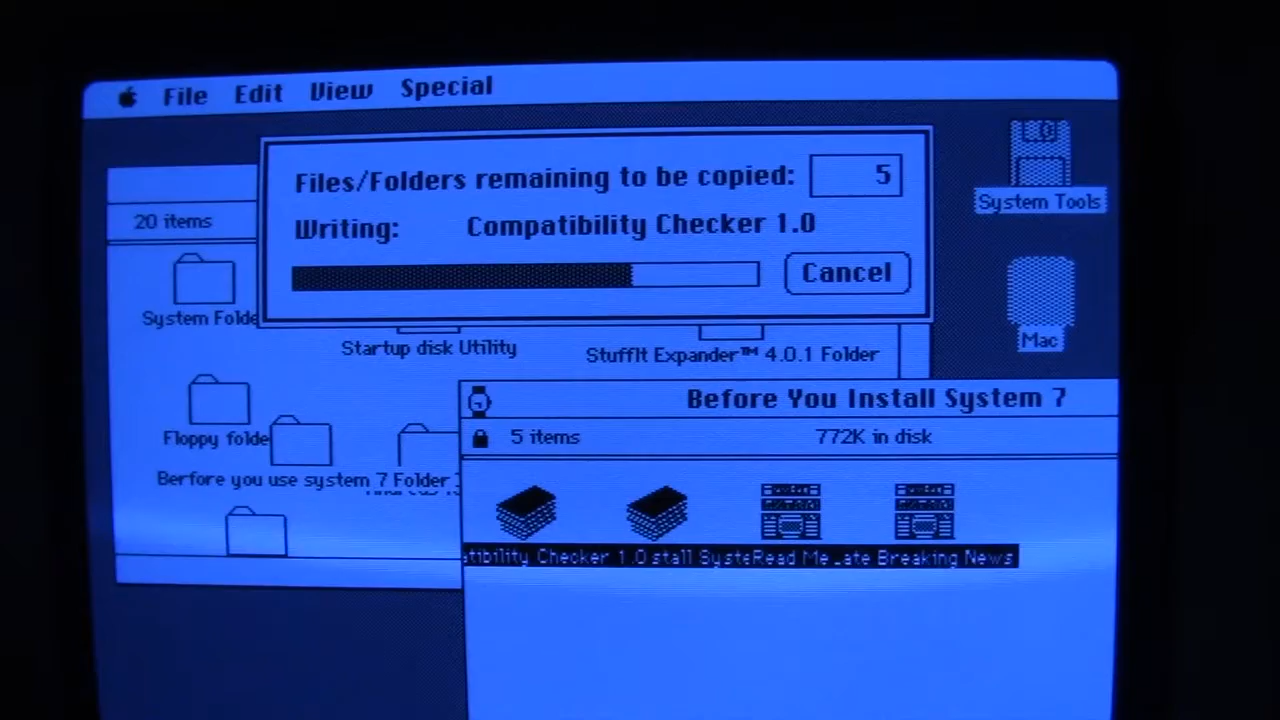 File Edit View Special
Files/Folders remaining to be copied: 5
Writing: Compatibility Checker 1.0
Cancel
System Tools
20 items
System Folde
Startup disk Utility
StuffIt Expander™ 4.0.1 Folder
Mac
Before You Install System 7
5 items 772K in disk
Floppy folde
Berfore you use system 7 Folder
tibility Checker 1.0 stall Syste Read Me ate Breaking News